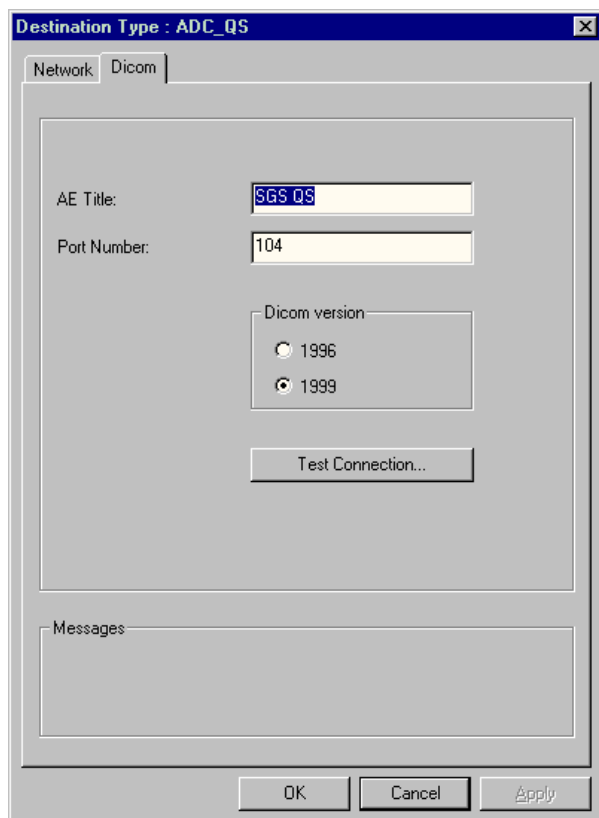 Destination Type : ADC_QS
Network Dicom
AE Title: SGS QS
Port Number: 104
Dicom version
1996
1999
Test Connection...
Messages
OK Cancel Apply